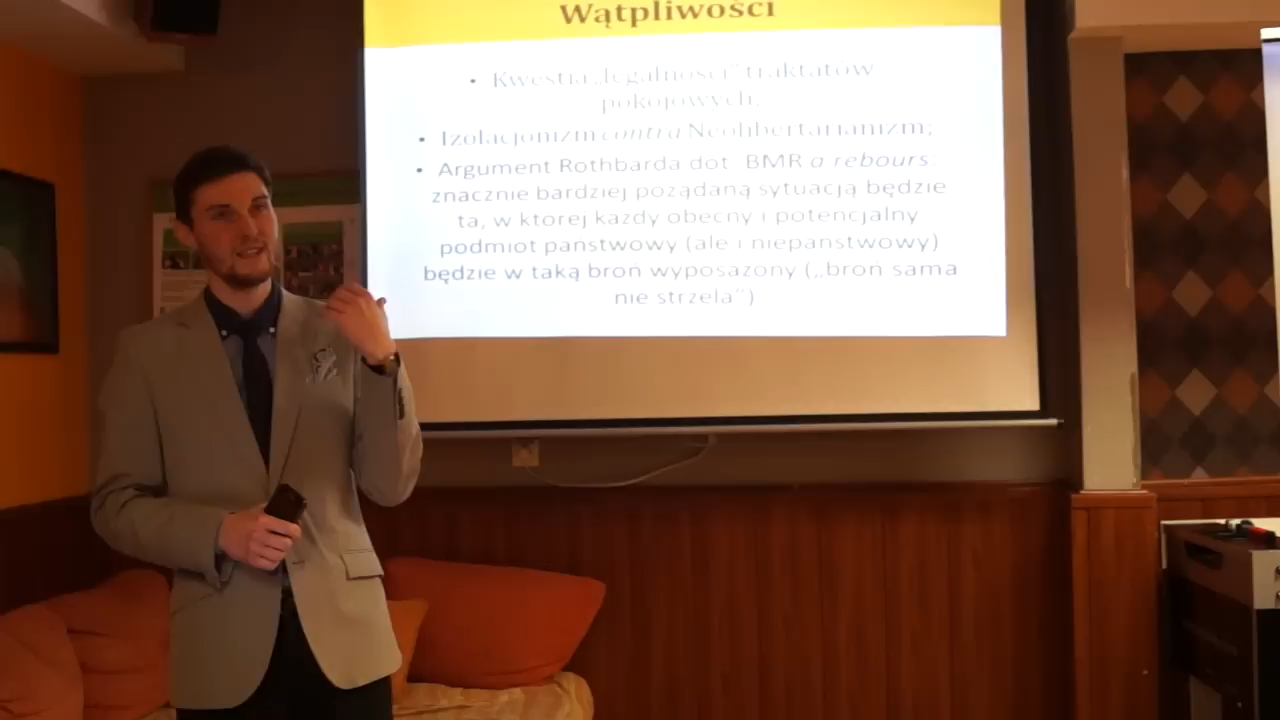 Wątpliwości
• Kwestia „legalności” traktatów
pokojowych.
• Izolacjonizm contra Neolibertarianizm;
• Argument Rothbarda dot BMR a rebours:
znacznie bardziej pożądaną sytuacją będzie
ta, w której każdy obecny i potencjalny
podmiot państwowy (ale i niepaństwowy)
będzie w taką broń wyposażony („broń sama
nie strzela”)